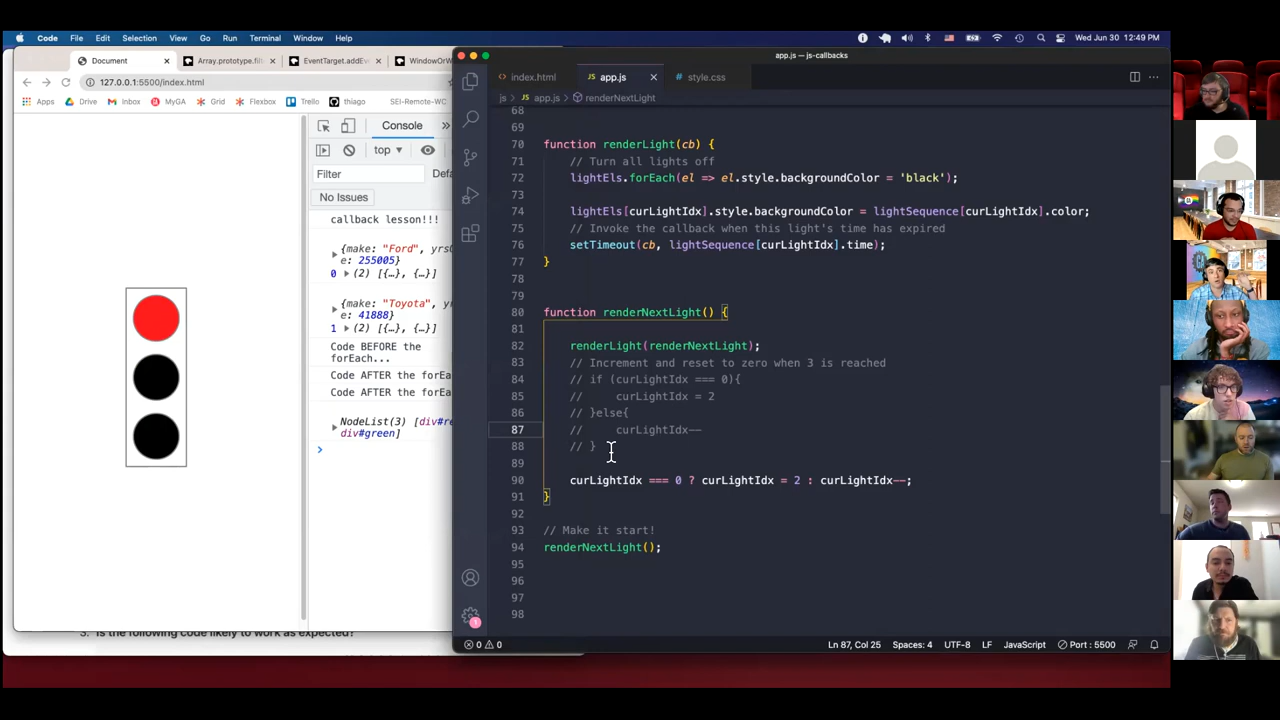 Code File Edit Selection View Go Run Terminal Window Help
Wed Jun 30 12:49 PM
Document
Array.prototype.filt
EventTarget.addEve
WindowOrW
app.js — js-callbacks
127.0.0.1:5500/index.html
index.html app.js style.css
Apps Drive Inbox MyGA Grid Flexbox Trello thiago SEI-Remote-WC
js > app.js > renderNextLight
Console
top
Filter
No Issues
callback lesson!!!
{make: "Ford",
e: 255005}
0 (2) [{…}, {…}]
{make: "Toyota",
e: 41888}
1 (2) [{…}, {…}]
Code BEFORE the
forEach...
Code AFTER the forEa
Code AFTER the forEa
NodeList(3) [div#re
div#green]
68
69
70 function renderLight(cb) {
71 // Turn all lights off
72 lightEls.forEach(el => el.style.backgroundColor = 'black');
73
74 lightEls[curLightIdx].style.backgroundColor = lightSequence[curLightIdx].color;
75 // Invoke the callback when this light's time has expired
76 setTimeout(cb, lightSequence[curLightIdx].time);
77 }
78
79
80 function renderNextLight() {
81
82 renderLight(renderNextLight);
83 // Increment and reset to zero when 3 is reached
84 // if (curLightIdx === 0){
85 // curLightIdx = 2
86 // }else{
87 // curLightIdx--
88 // }
89
90 curLightIdx === 0 ? curLightIdx = 2 : curLightIdx--;
91 }
92
93 // Make it start!
94 renderNextLight();
95
96
97
98
3. Is the following code likely to work as expected?
0 0
Ln 87, Col 25 Spaces: 4 UTF-8 LF JavaScript Port : 5500